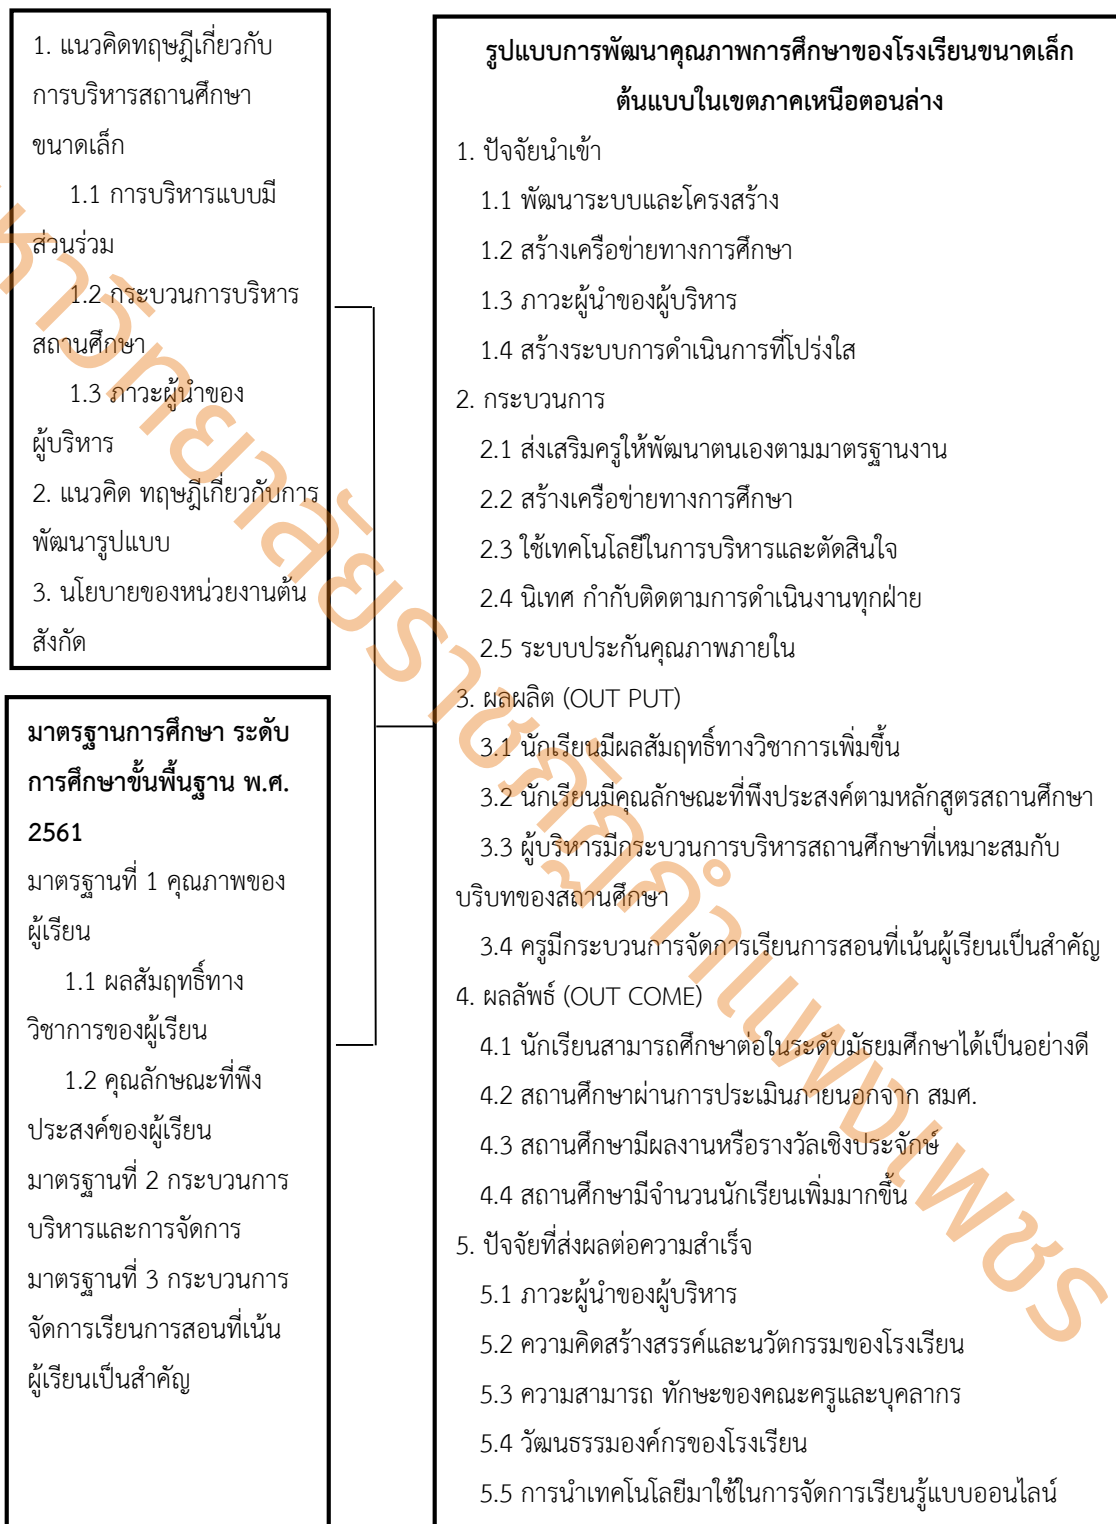 1. แนวคิดทฤษฎีเกี่ยวกับ
การบริหารสถานศึกษา
ขนาดเล็ก
1.1 การบริหารแบบมี
ส่วนร่วม
1.2 กระบวนการบริหาร
สถานศึกษา
1.3 ภาวะผู้นำของ
ผู้บริหาร
2. แนวคิด ทฤษฎีเกี่ยวกับการ
พัฒนารูปแบบ
3. นโยบายของหน่วยงานต้น
สังกัด
มาตรฐานการศึกษา ระดับ
การศึกษาขั้นพื้นฐาน พ.ศ.
2561
มาตรฐานที่ 1 คุณภาพของ
ผู้เรียน
1.1 ผลสัมฤทธิ์ทาง
วิชาการของผู้เรียน
1.2 คุณลักษณะที่พึง
ประสงค์ของผู้เรียน
มาตรฐานที่ 2 กระบวนการ
บริหารและการจัดการ
มาตรฐานที่ 3 กระบวนการ
จัดการเรียนการสอนที่เน้น
ผู้เรียนเป็นสำคัญ
รูปแบบการพัฒนาคุณภาพการศึกษาของโรงเรียนขนาดเล็ก
ต้นแบบในเขตภาคเหนือตอนล่าง
1. ปัจจัยนำเข้า
1.1 พัฒนาระบบและโครงสร้าง
1.2 สร้างเครือข่ายทางการศึกษา
1.3 ภาวะผู้นำของผู้บริหาร
1.4 สร้างระบบการดำเนินการที่โปร่งใส
2. กระบวนการ
2.1 ส่งเสริมครูให้พัฒนาตนเองตามมาตรฐานงาน
2.2 สร้างเครือข่ายทางการศึกษา
2.3 ใช้เทคโนโลยีในการบริหารและตัดสินใจ
2.4 นิเทศ กำกับติดตามการดำเนินงานทุกฝ่าย
2.5 ระบบประกันคุณภาพภายใน
3. ผลผลิต (OUT PUT)
3.1 นักเรียนมีผลสัมฤทธิ์ทางวิชาการเพิ่มขึ้น
3.2 นักเรียนมีคุณลักษณะที่พึงประสงค์ตามหลักสูตรสถานศึกษา
3.3 ผู้บริหารมีกระบวนการบริหารสถานศึกษาที่เหมาะสมกับ
บริบทของสถานศึกษา
3.4 ครูมีกระบวนการจัดการเรียนการสอนที่เน้นผู้เรียนเป็นสำคัญ
4. ผลลัพธ์ (OUT COME)
4.1 นักเรียนสามารถศึกษาต่อในระดับมัธยมศึกษาได้เป็นอย่างดี
4.2 สถานศึกษาผ่านการประเมินภายนอกจาก สมศ.
4.3 สถานศึกษามีผลงานหรือรางวัลเชิงประจักษ์
4.4 สถานศึกษามีจำนวนนักเรียนเพิ่มมากขึ้น
5. ปัจจัยที่ส่งผลต่อความสำเร็จ
5.1 ภาวะผู้นำของผู้บริหาร
5.2 ความคิดสร้างสรรค์และนวัตกรรมของโรงเรียน
5.3 ความสามารถ ทักษะของคณะครูและบุคลากร
5.4 วัฒนธรรมองค์กรของโรงเรียน
5.5 การนำเทคโนโลยีมาใช้ในการจัดการเรียนรู้แบบออนไลน์
หาวิทยาลัยราชภัฏกำแพงเพชร